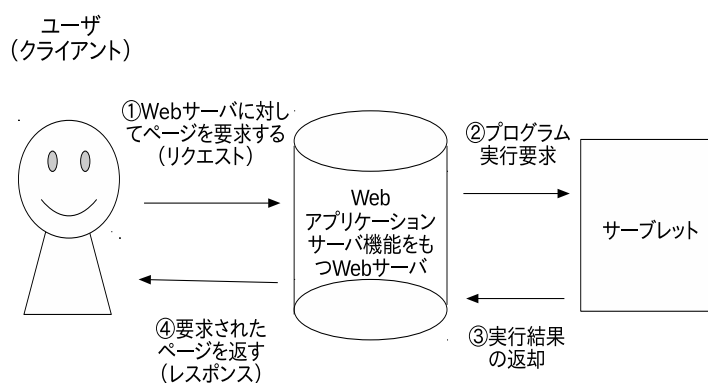 ユーザ
(クライアント)
①Webサーバに対し
てページを要求する
(リクエスト)
②プログラム
実行要求
Web
アプリケーション
サーバ機能をも
つWebサーバ
サーブレット
④要求された
ページを返す
(レスポンス)
③実行結果
の返却